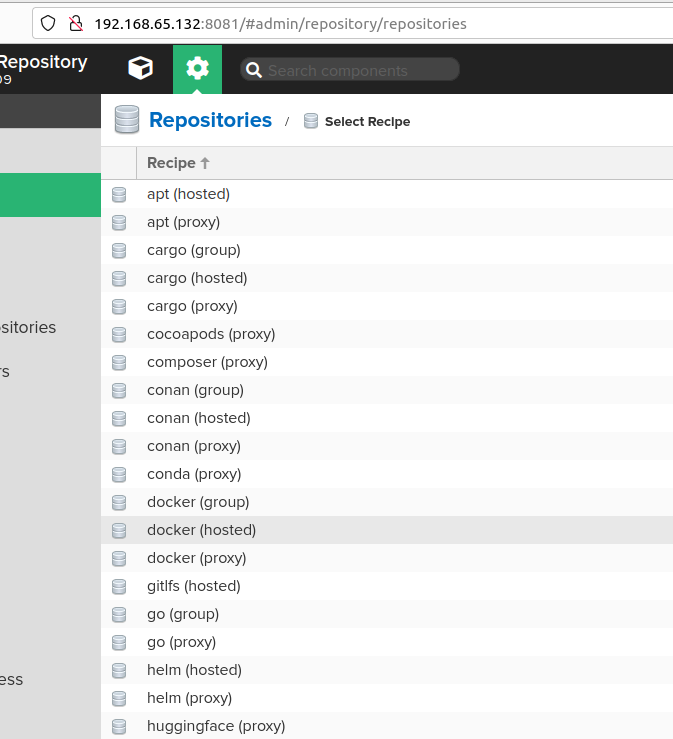 192.168.65.132:8081/#admin/repository/repositories
Repository
09
Search components
Repositories / Select Recipe
Recipe
apt (hosted)
apt (proxy)
cargo (group)
cargo (hosted)
cargo (proxy)
sitories
cocoapods (proxy)
composer (proxy)
rs
conan (group)
conan (hosted)
conan (proxy)
conda (proxy)
docker (group)
docker (hosted)
docker (proxy)
gitlfs (hosted)
go (group)
go (proxy)
helm (hosted)
ess
helm (proxy)
huggingface (proxy)